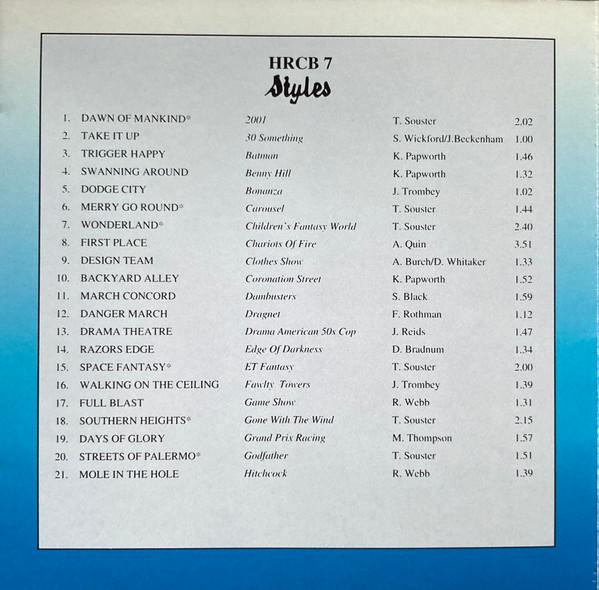 HRCB 7
Styles
1. DAWN OF MANKIND* 2001 T. Souster 2.02
2. TAKE IT UP 30 Something S. Wickford/J.Beckenham 1.00
3. TRIGGER HAPPY Batman K. Papworth 1.46
4. SWANNING AROUND Benny Hill K. Papworth 1.32
5. DODGE CITY Bonanza J. Trombey 1.02
6. MERRY GO ROUND* Carousel T. Souster 1.44
7. WONDERLAND* Children's Fantasy World T. Souster 2.40
8. FIRST PLACE Chariots Of Fire A. Quin 3.51
9. DESIGN TEAM Clothes Show A. Burch/D. Whitaker 1.33
10. BACKYARD ALLEY Coronation Street K. Papworth 1.52
11. MARCH CONCORD Dambusters S. Black 1.59
12. DANGER MARCH Dragnet F. Rothman 1.12
13. DRAMA THEATRE Drama American 50s Cop J. Reids 1.47
14. RAZORS EDGE Edge Of Darkness D. Bradnum 1.34
15. SPACE FANTASY* ET Fantasy T. Souster 2.00
16. WALKING ON THE CEILING Fawlty Towers J. Trombey 1.39
17. FULL BLAST Game Show R. Webb 1.31
18. SOUTHERN HEIGHTS* Gone With The Wind T. Souster 2.15
19. DAYS OF GLORY Grand Prix Racing M. Thompson 1.57
20. STREETS OF PALERMO* Godfather T. Souster 1.51
21. MOLE IN THE HOLE Hitchcock R. Webb 1.39